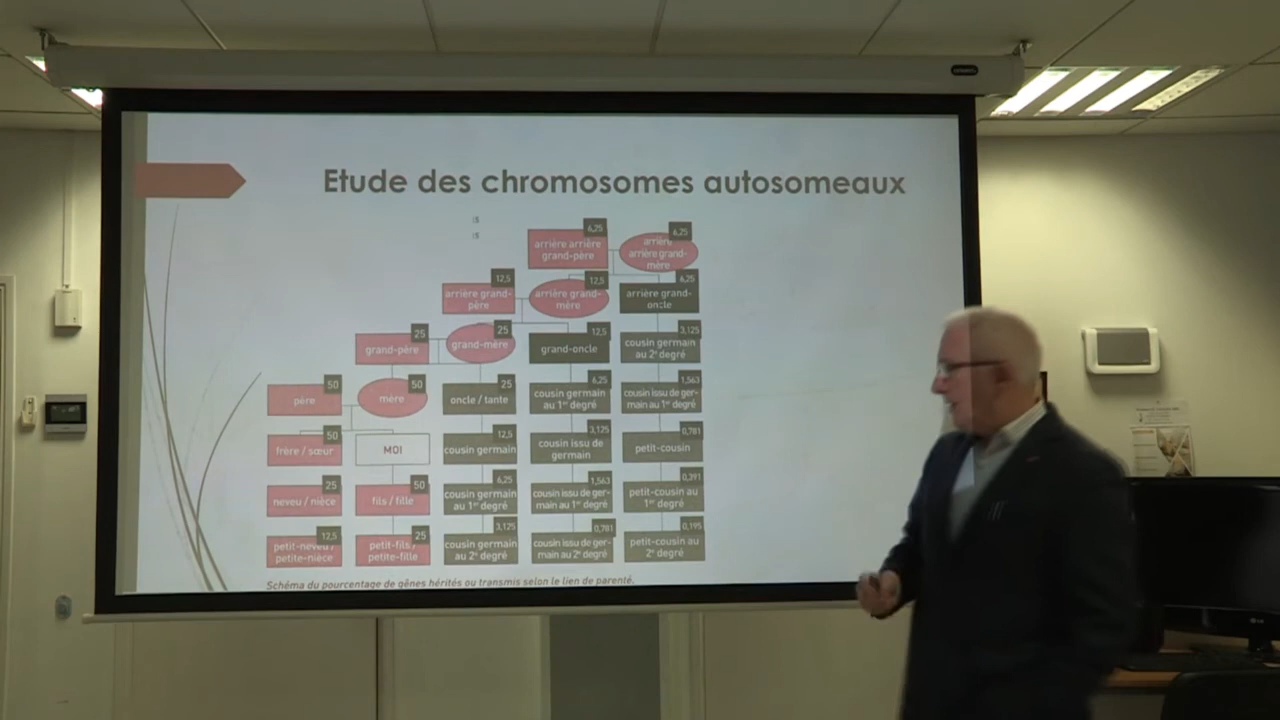 Etude des chromosomes autosomeaux
6,25
6,25
arrière arrière
grand-père
arrière
arrière grand-
mère
12,5
12,5
6,25
arrière grand-
père
arrière grand-
mère
arrière grand-
oncle
25
25
12,5
3,125
grand-père
grand-mère
grand-oncle
cousin germain
au 2e degré
50
50
25
6,25
1,563
père
mère
oncle / tante
cousin germain
au 1er degré
cousin issu de ger-
main au 1er degré
50
12,5
3,125
0,781
frère / sœur
MOI
cousin germain
cousin issu de
germain
petit-cousin
25
50
6,25
1,563
0,391
neveu / nièce
fils / fille
cousin germain
au 1er degré
cousin issu de ger-
main au 1er degré
petit-cousin au
1er degré
12,5
25
3,125
0,781
0,195
petit-neveu /
petite-nièce
petit-fils /
petite-fille
cousin germain
au 2e degré
cousin issu de ger-
main au 2e degré
petit-cousin au
2e degré
Schéma du pourcentage de gênes hérités ou transmis selon le lien de parenté.
LG